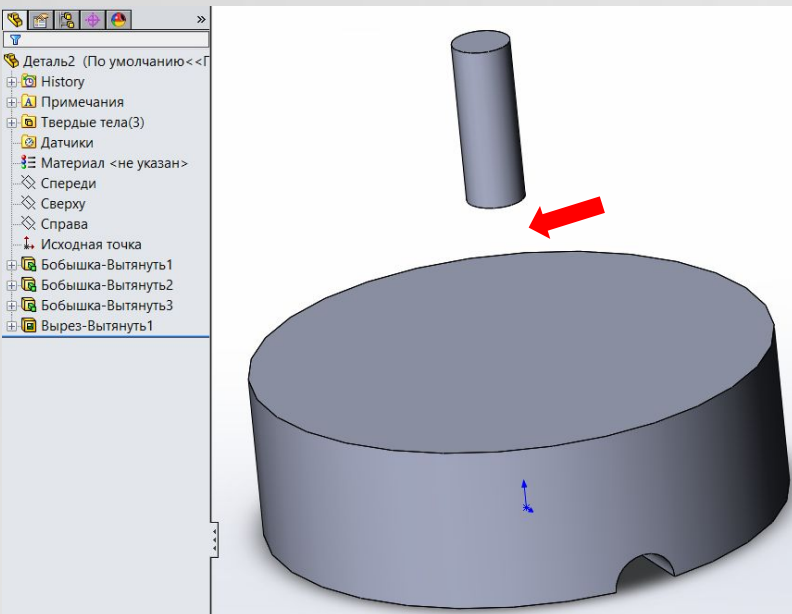 »
Деталь2 (По умолчанию<<П
History
Примечания
Твердые тела(3)
Датчики
Материал <не указан>
Спереди
Сверху
Справа
Исходная точка
Бобышка-Вытянуть1
Бобышка-Вытянуть2
Бобышка-Вытянуть3
Вырез-Вытянуть1